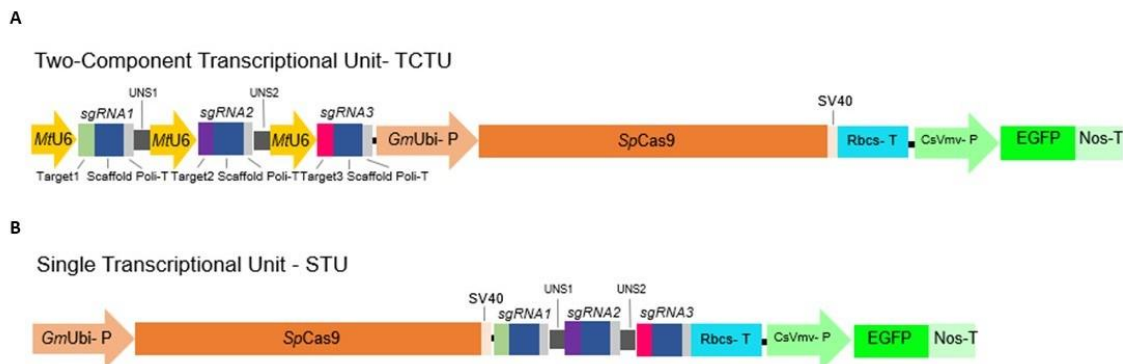 A
Two-Component Transcriptional Unit- TCTU
UNS1 UNS2
sgRNA1 sgRNA2 sgRNA3 SV40
MtU6 MtU6 MtU6 GmUbi- P SpCas9 Rbcs- T CsVmv- P EGFP Nos-T
Target1 Scaffold Poli-T Target2 Scaffold Poli-T Target3 Scaffold Poli-T
B
Single Transcriptional Unit - STU
UNS1 UNS2
SV40 sgRNA1 sgRNA2 sgRNA3
GmUbi- P SpCas9 Rbcs- T CsVmv- P EGFP Nos-T